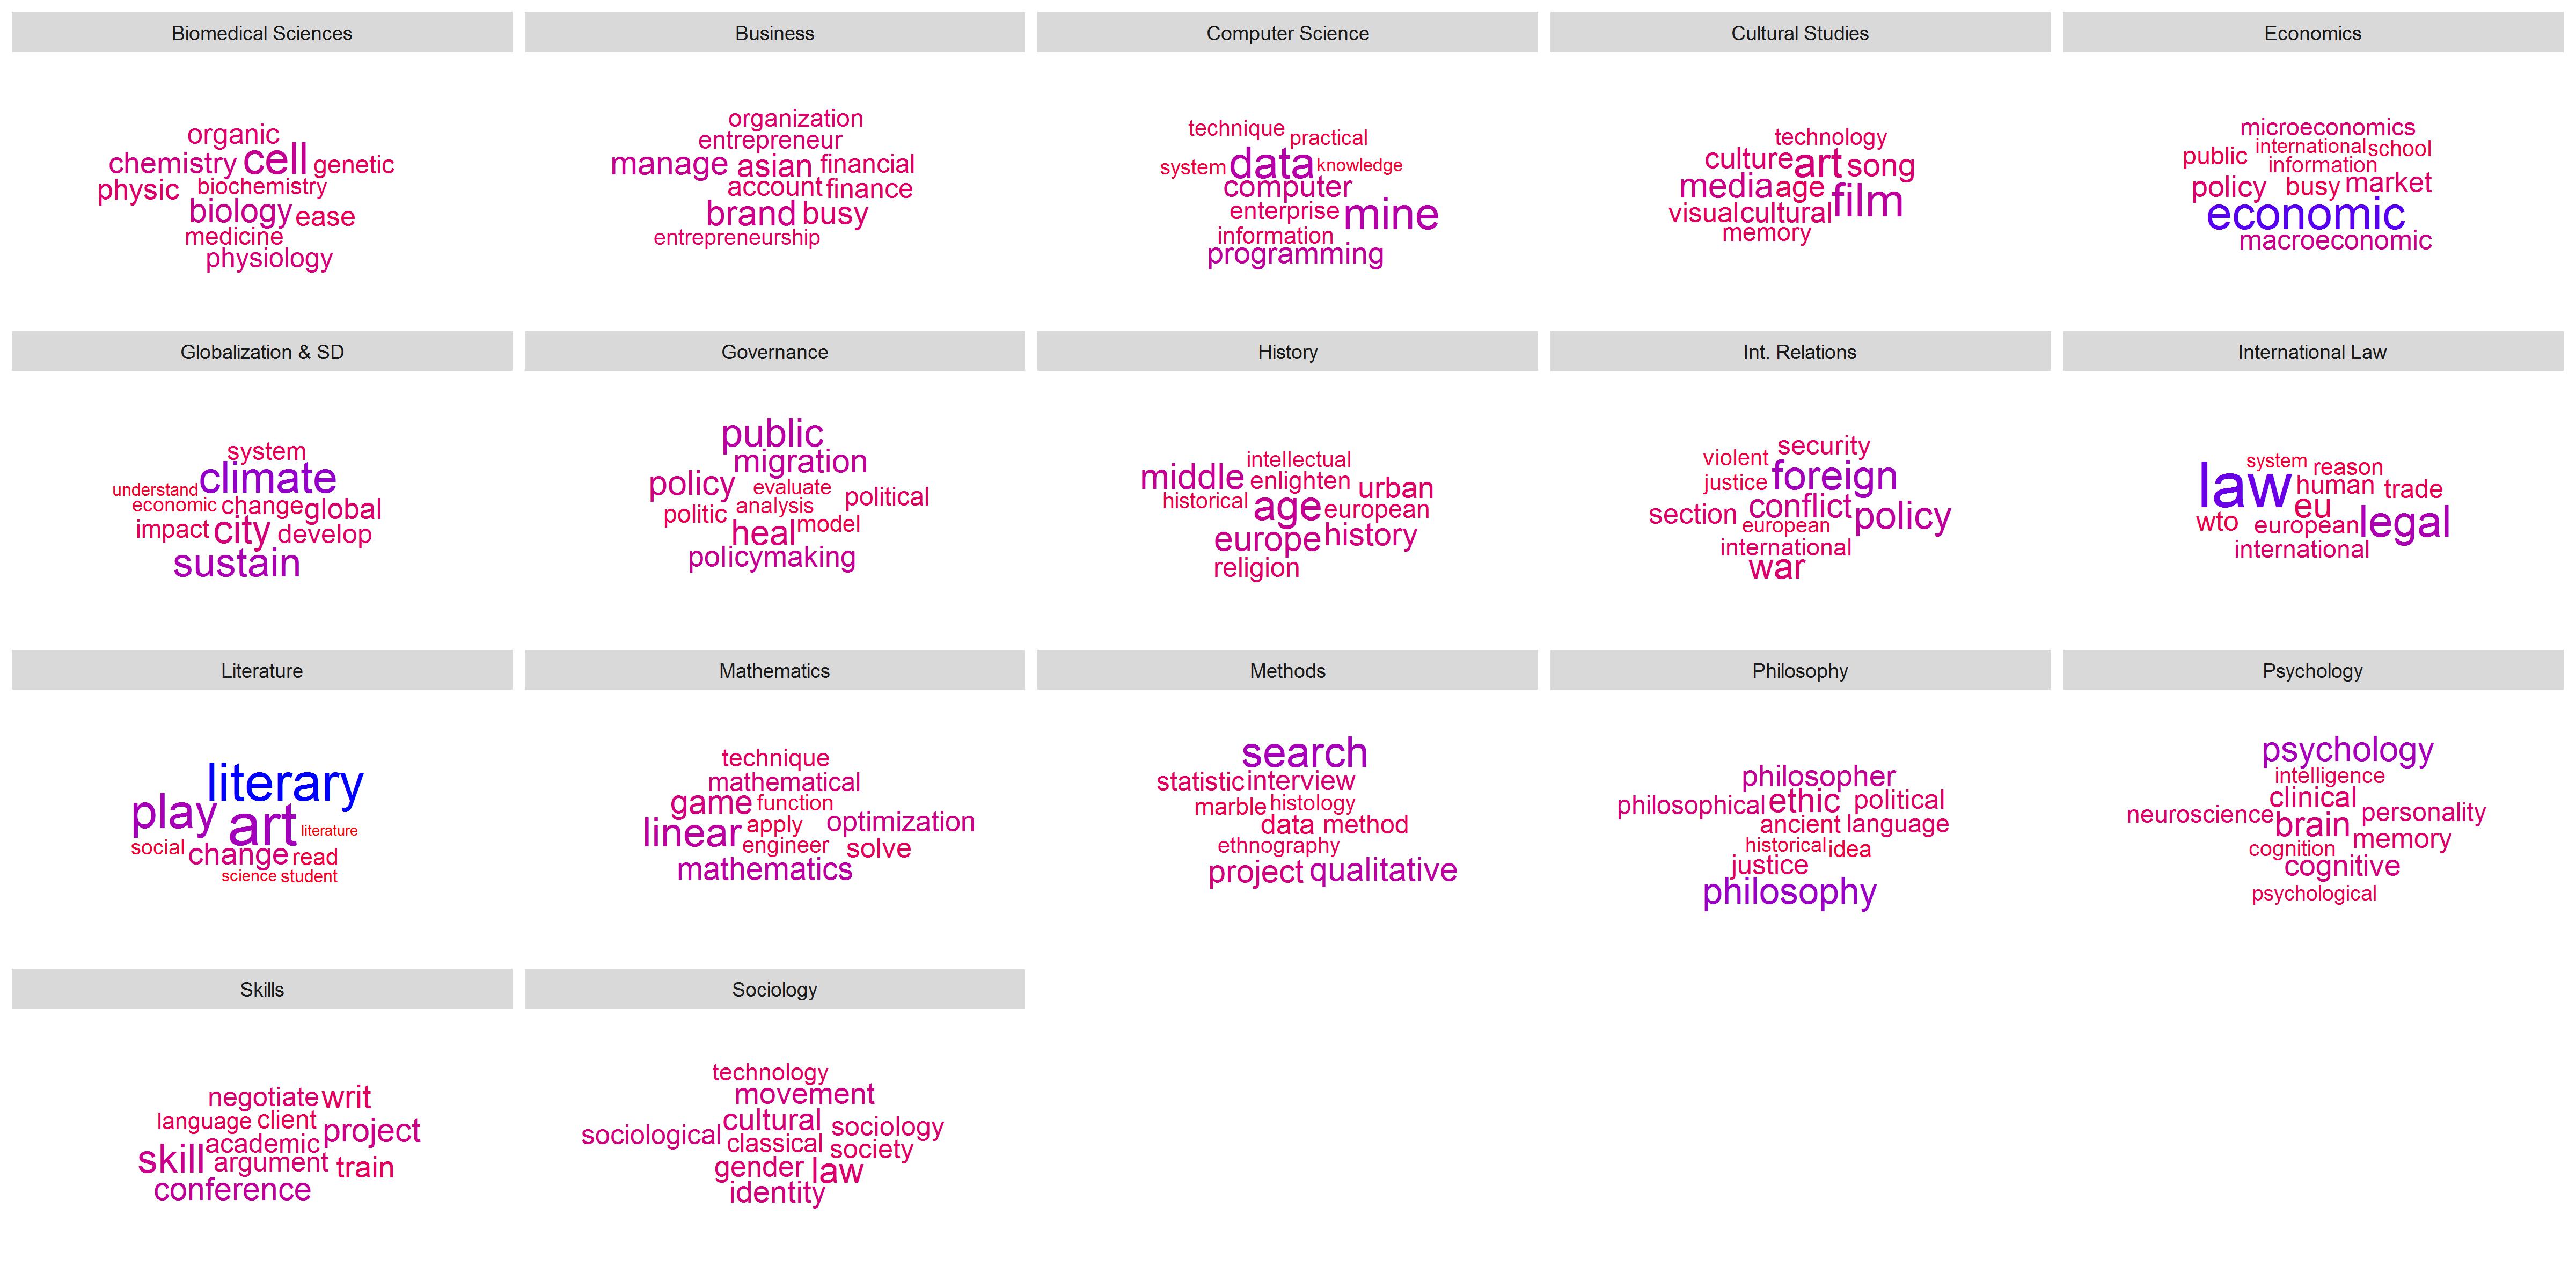 Biomedical Sciences
organic
chemistry cell genetic
physic biochemistry
biology ease
medicine
physiology
Business
organization
entrepreneur
manage asian financial
account finance
brand busy
entrepreneurship
Computer Science
technique practical
system data knowledge
computer
enterprise mine
information
programming
Cultural Studies
technology
culture art song
media age film
visual cultural
memory
Economics
microeconomics
public international school
information
policy busy market
economic
macroeconomic
Globalization & SD
system
climate
understand
economic change global
impact city develop
sustain
Governance
public
migration
policy evaluate political
politic analysis
heal model
policymaking
History
intellectual
middle enlighten urban
historical age european
europe history
religion
Int. Relations
security
violent foreign
justice
section conflict policy
european
international
war
International Law
system reason
law human trade
eu
wto european legal
international
Literature
literary
play art literature
social change read
science student
Mathematics
technique
mathematical
game function
linear apply optimization
engineer solve
mathematics
Methods
search
statistic interview
marble histology
data method
ethnography
project qualitative
Philosophy
philosopher
philosophical ethic political
ancient language
historical idea
justice
philosophy
Psychology
psychology
intelligence
clinical
neuroscience brain personality
memory
cognition
cognitive
psychological
Skills
negotiate writ
language client
academic project
skill argument train
conference
Sociology
technology
movement
cultural
sociological sociology
classical society
gender law
identity